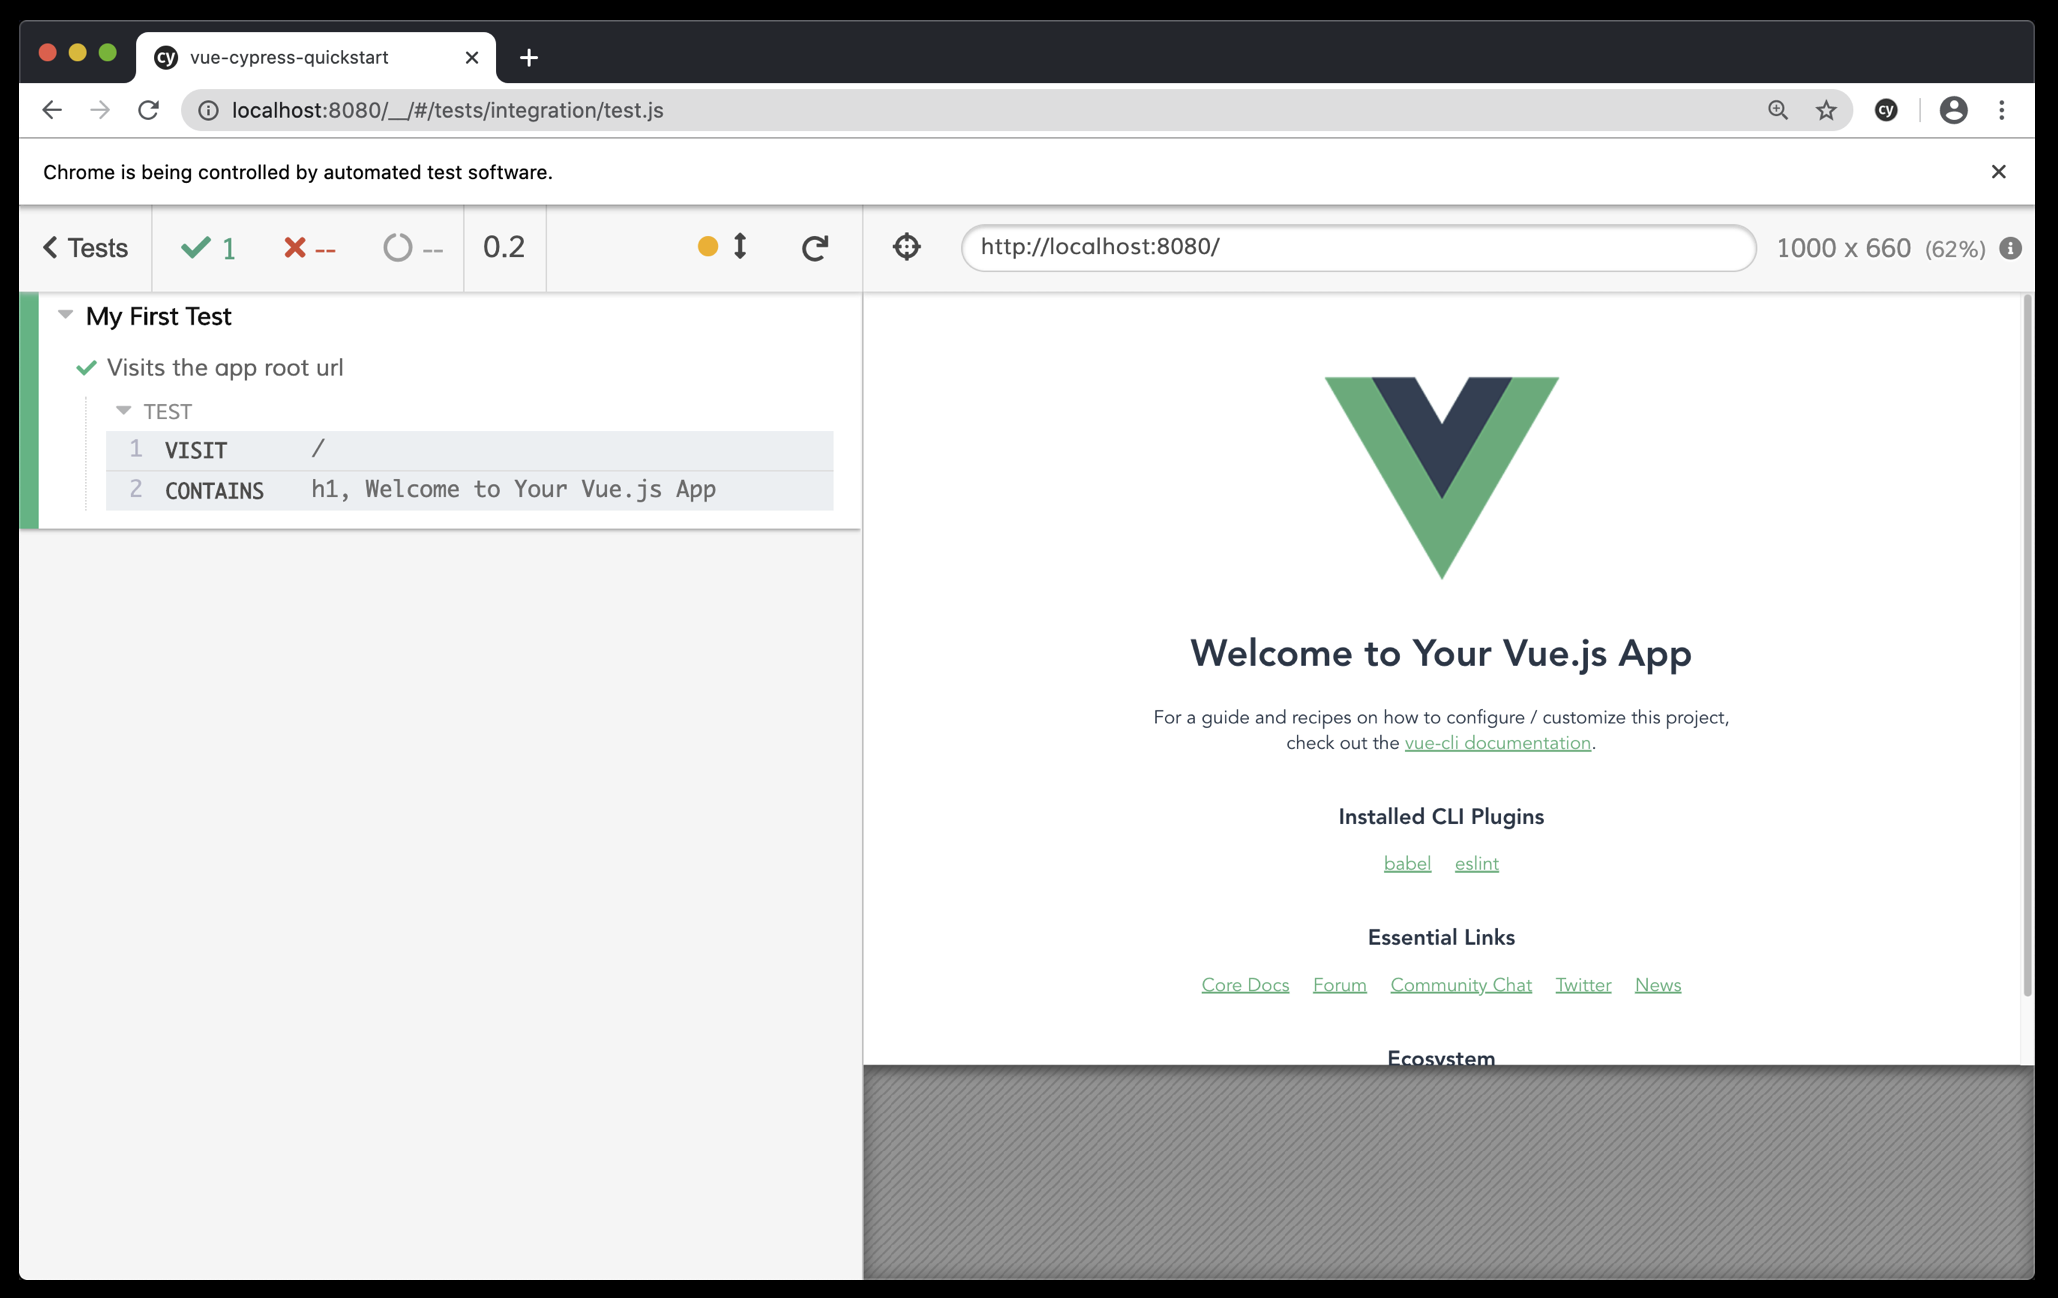 cy vue-cypress-quickstart
localhost:8080/__/#/tests/integration/test.js
cy
Chrome is being controlled by automated test software.
Tests 1 -- -- 0.2
http://localhost:8080/ 1000 x 660 (62%)
My First Test
Visits the app root url
TEST
1 VISIT /
2 CONTAINS h1, Welcome to Your Vue.js App
Welcome to Your Vue.js App
For a guide and recipes on how to configure / customize this project,
check out the vue-cli documentation.
Installed CLI Plugins
babel eslint
Essential Links
Core Docs Forum Community Chat Twitter News
Ecosystem